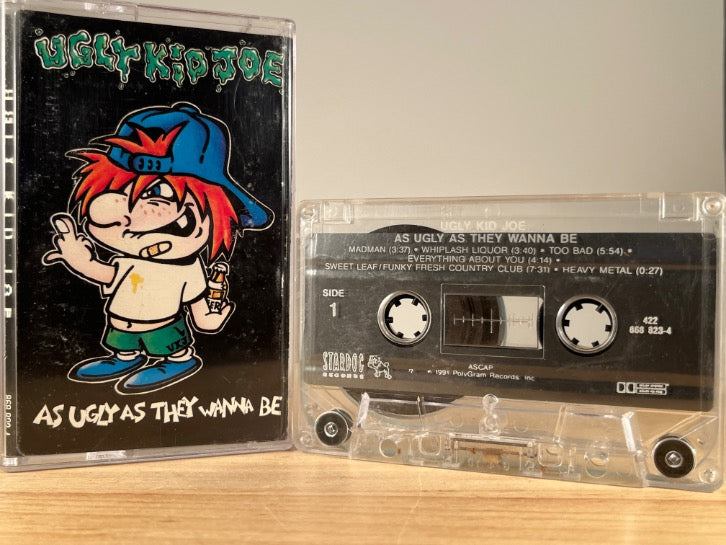 UGLY KID JOE
UGLY KID JOE
AS UGLY AS THEY WANNA BE
UGLY KID JOE
AS UGLY AS THEY WANNA BE
MADMAN (3:37) • WHIPLASH LIQUOR (3:40) • TOO BAD (5:54) •
EVERYTHING ABOUT YOU (4:14) •
SWEET LEAF/FUNKY FRESH COUNTRY CLUB (7:31) • HEAVY METAL (0:27)
SIDE
1
422
868 823-4
STARDOG
RECORDS
ASCAP
℗ © 1991 PolyGram Records, Inc.